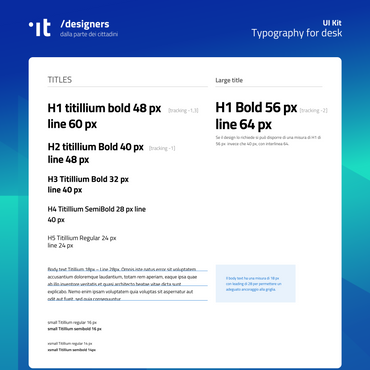 ·it
/designers
dalla parte dei cittadini
UI Kit
Typography for desk
TITLES
H1 titillium bold 48 px [tracking -1,2]
line 60 px
H2 titillium Bold 40 px [tracking -1]
line 48 px
H3 Titillium Bold 32 px
line 40 px
H4 Titillium SemiBold 28 px line
40 px
H5 Titillium Regular 24 px
line 24 px
Large title
H1 Bold 56 px [tracking -2]
line 64 px
Se il design lo richiede si può disporre di una misura di H1 di
56 px invece che 40 px, con interlinea 64.
Body text Titillium 18px – Line 28px. Omnis iste natus error sit voluptatem
accusantium doloremque laudantium, totam rem aperiam, eaque ipsa quae
ab illo inventore veritatis et quasi architecto beatae vitae dicta sunt
explicabo. Nemo enim ipsam voluptatem quia voluptas sit aspernatur aut
odit aut fugit, sed quia consequuntur
Il body text ha una misura di 18 px
con leading di 28 per permettere un
adeguato ancoraggio alla griglia
small Titillium regular 16 px
small Titillium semibold 16 px
xsmall Titillium regular 14 px
xsmall Titillium semibold 14px